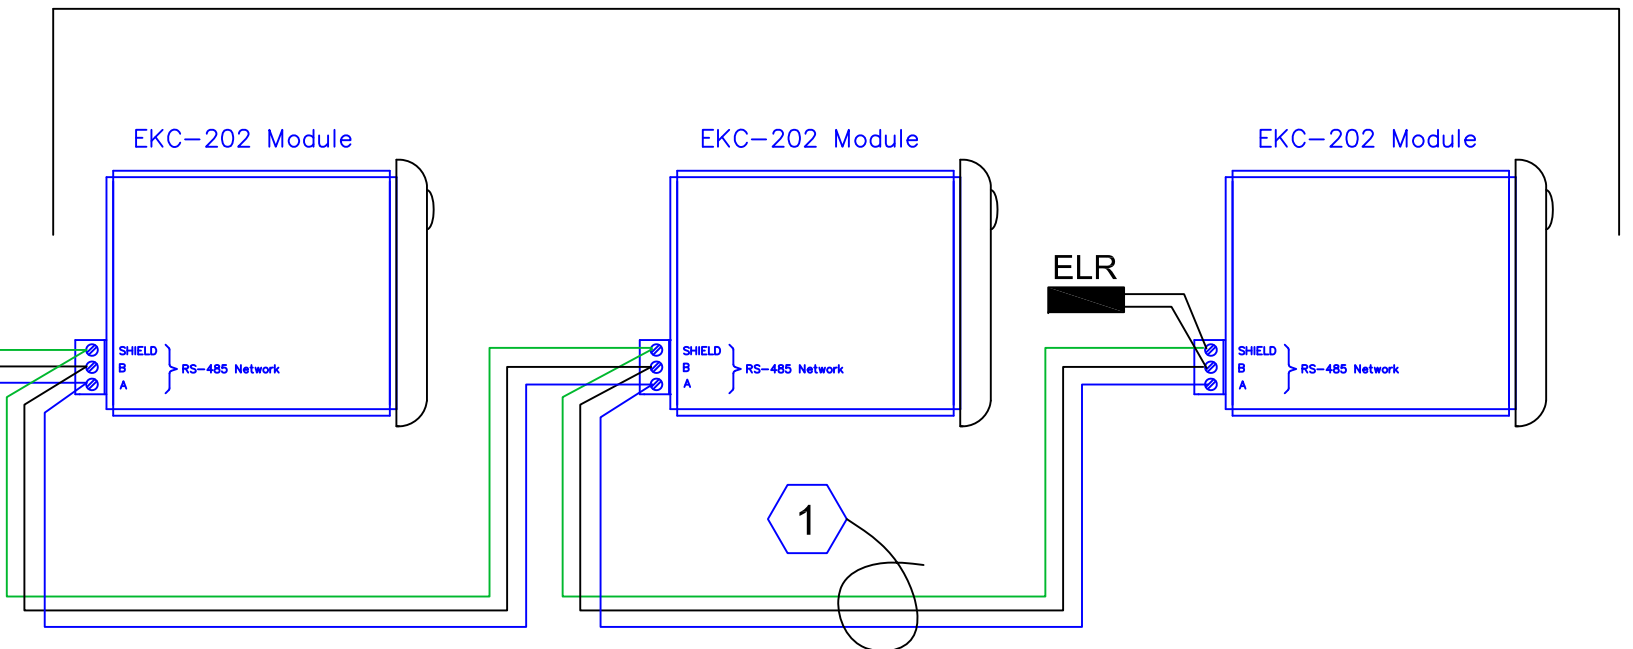 EKC-202 Module
EKC-202 Module
EKC-202 Module
ELR
SHIELD
B
A
RS-485 Network
SHIELD
B
A
RS-485 Network
SHIELD
B
A
RS-485 Network
1